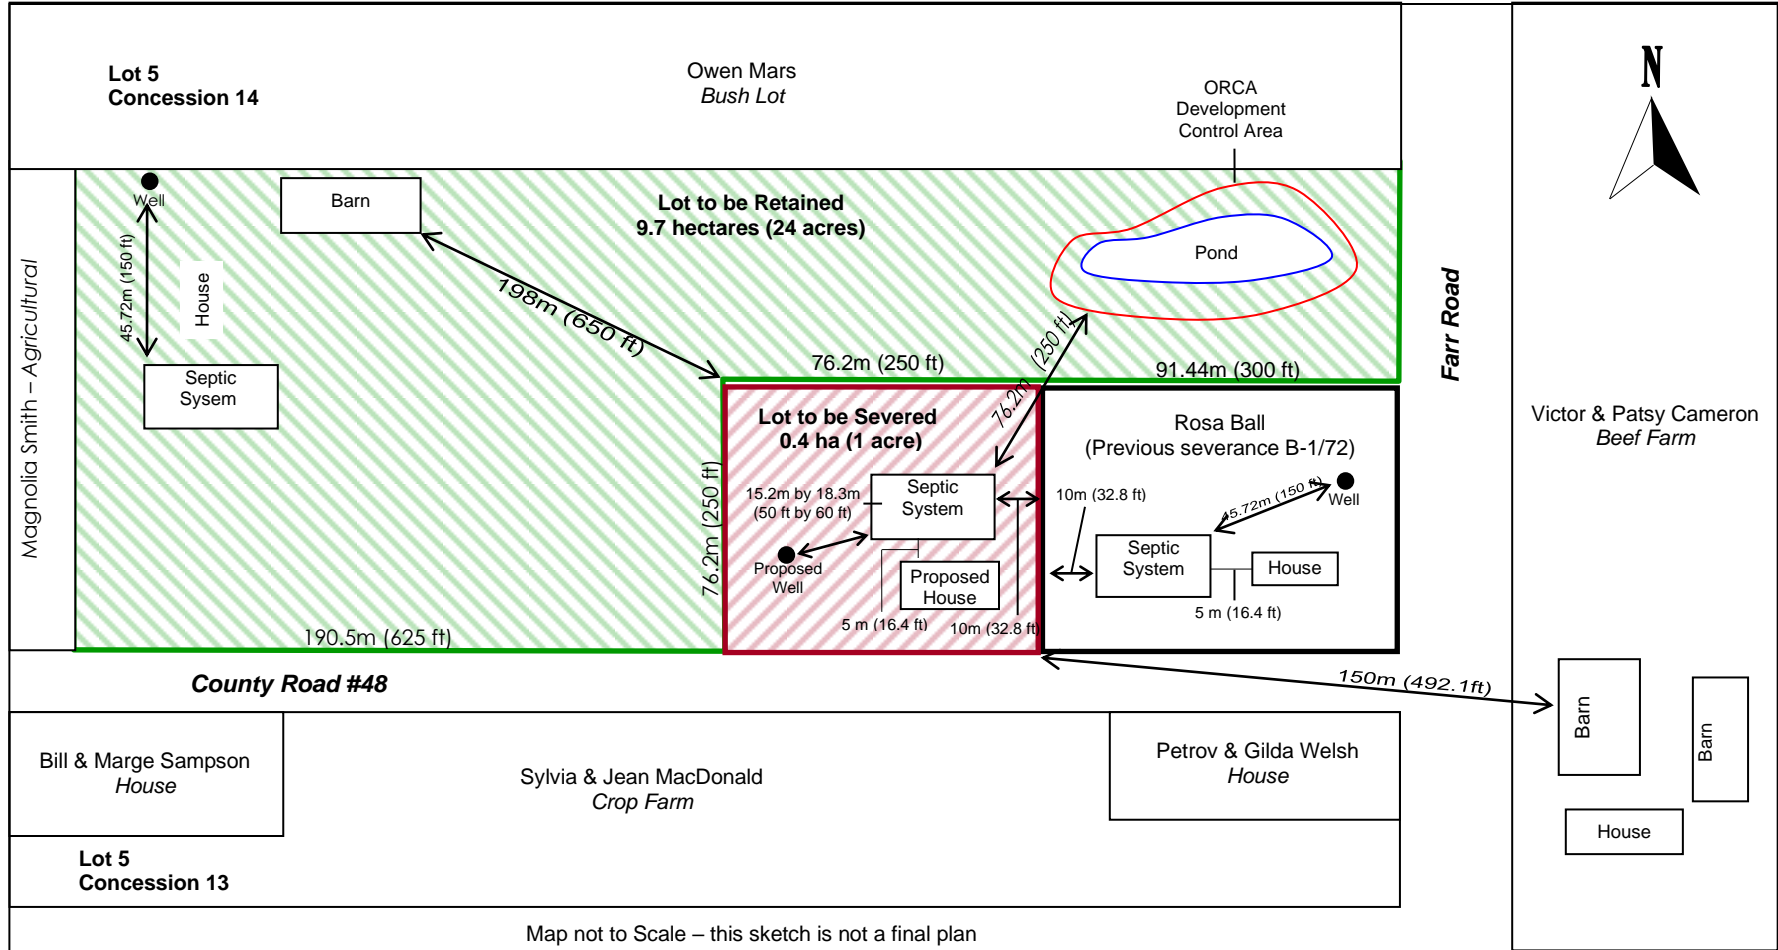 Lot 5
Concession 14
Owen Mars
Bush Lot
ORCA
Development
Control Area
N
Well
Barn
Lot to be Retained
9.7 hectares (24 acres)
Pond
45.72m (150 ft)
House
198m (650 ft)
Magnolia Smith – Agricultural
Septic
Sysem
76.2m (250 ft)
76.2m (250 ft)
91.44m (300 ft)
Farr Road
Lot to be Severed
0.4 ha (1 acre)
Rosa Ball
(Previous severance B-1/72)
Victor & Patsy Cameron
Beef Farm
76.2m (250 ft)
15.2m by 18.3m
(50 ft by 60 ft)
Septic
System
10m (32.8 ft)
45.72m (150 ft)
Well
Proposed
Well
Proposed
House
Septic
System
House
5 m (16.4 ft)
10m (32.8 ft)
5 m (16.4 ft)
190.5m (625 ft)
County Road #48
150m (492.1ft)
Barn
Barn
Bill & Marge Sampson
House
Sylvia & Jean MacDonald
Crop Farm
Petrov & Gilda Welsh
House
House
Lot 5
Concession 13
Map not to Scale – this sketch is not a final plan